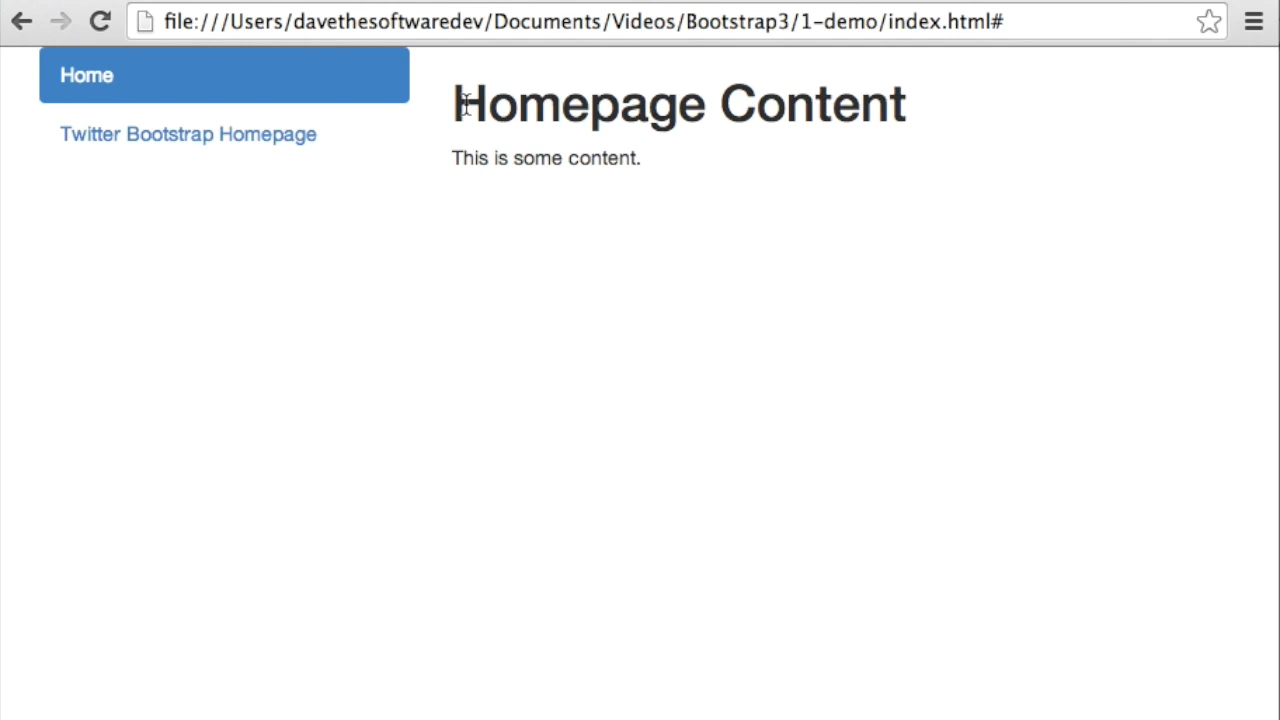 file:///Users/davethesoftwaredev/Documents/Videos/Bootstrap3/1-demo/index.html#
Home
Twitter Bootstrap Homepage
Homepage Content
This is some content.